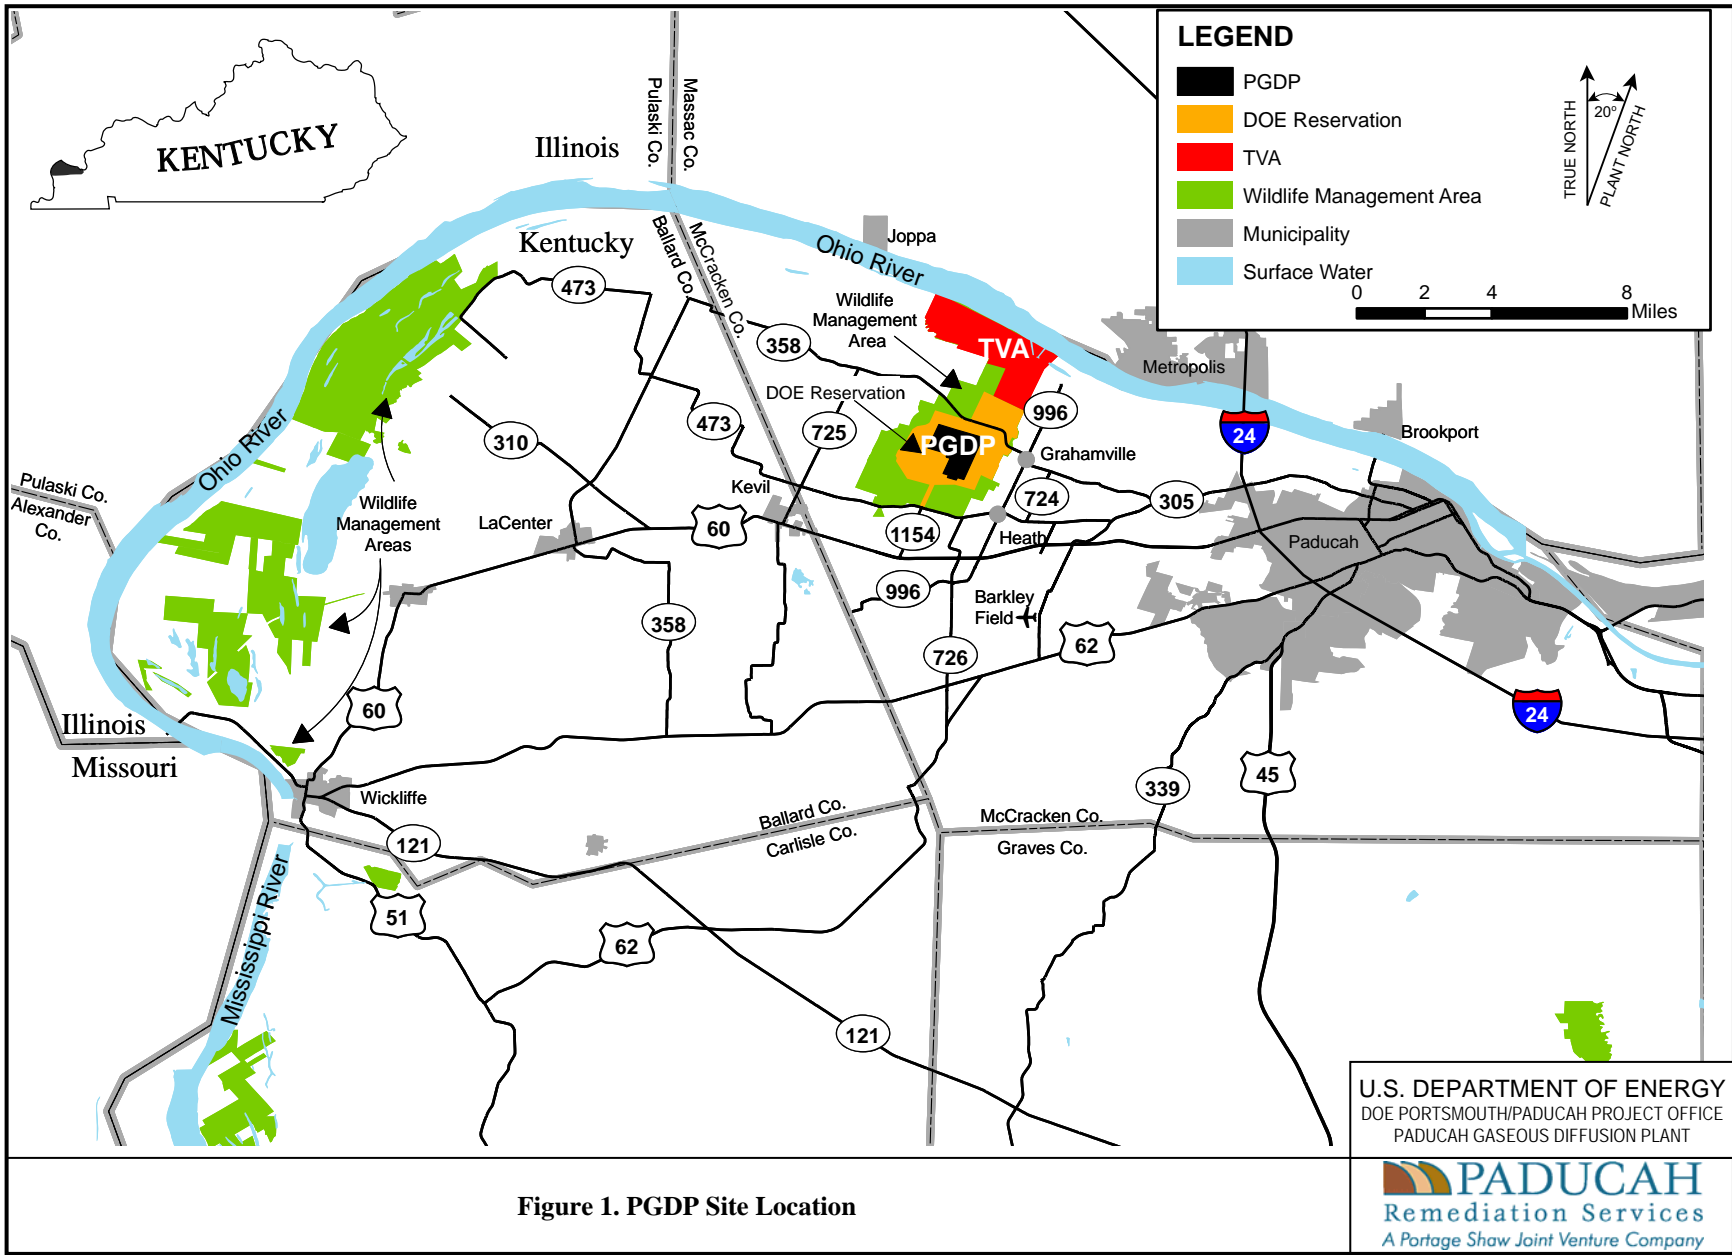 KENTUCKY
Illinois
Pulaski Co.
Massac Co.
LEGEND
PGDP
DOE Reservation
TVA
Wildlife Management Area
Municipality
Surface Water
TRUE NORTH
20°
PLANT NORTH
0 2 4 8
Miles
Kentucky
Ballard Co.
McCracken Co.
Joppa
Ohio River
473
358
Wildlife
Management
Area
TVA
Metropolis
DOE Reservation
996
473
725
PGDP
24
Brookport
310
Grahamville
Ohio River
Pulaski Co.
Alexander
Co.
Wildlife
Management
Areas
LaCenter
Kevil
60
724
305
1154
Heath
Paducah
996
Barkley
Field
358
726
62
60
24
Illinois
Missouri
Wickliffe
45
339
Ballard Co.
Carlisle Co.
McCracken Co.
Graves Co.
121
51
62
Mississippi River
121
U.S. DEPARTMENT OF ENERGY
DOE PORTSMOUTH/PADUCAH PROJECT OFFICE
PADUCAH GASEOUS DIFFUSION PLANT
Figure 1. PGDP Site Location
PADUCAH
Remediation Services
A Portage Shaw Joint Venture Company